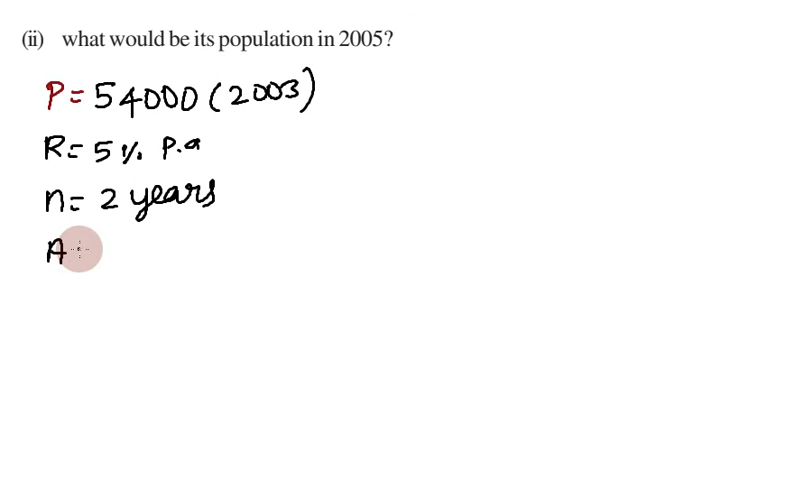 (ii) what would be its population in 2005?
P = 54000 (2003)
R = 5 % P.a
n = 2 years
A